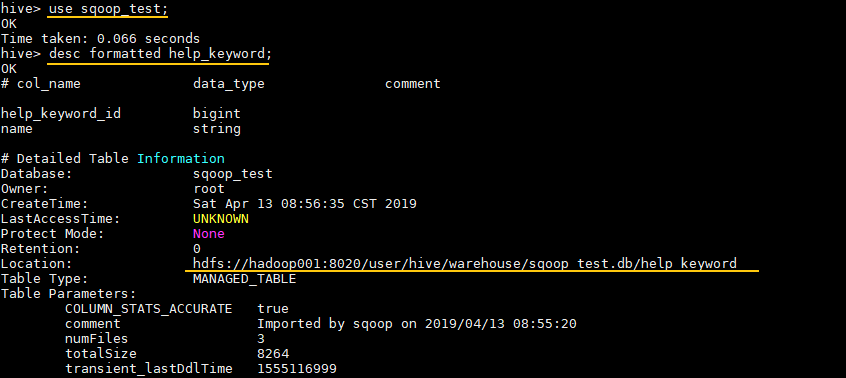 hive> use sqoop_test;
OK
Time taken: 0.066 seconds
hive> desc formatted help_keyword;
OK
# col_name data_type comment
help_keyword_id bigint
name string
# Detailed Table Information
Database: sqoop_test
Owner: root
CreateTime: Sat Apr 13 08:56:35 CST 2019
LastAccessTime: UNKNOWN
Protect Mode: None
Retention: 0
Location: hdfs://hadoop001:8020/user/hive/warehouse/sqoop_test.db/help_keyword
Table Type: MANAGED_TABLE
Table Parameters:
COLUMN_STATS_ACCURATE true
comment Imported by sqoop on 2019/04/13 08:55:20
numFiles 3
totalSize 8264
transient_lastDdlTime 1555116999